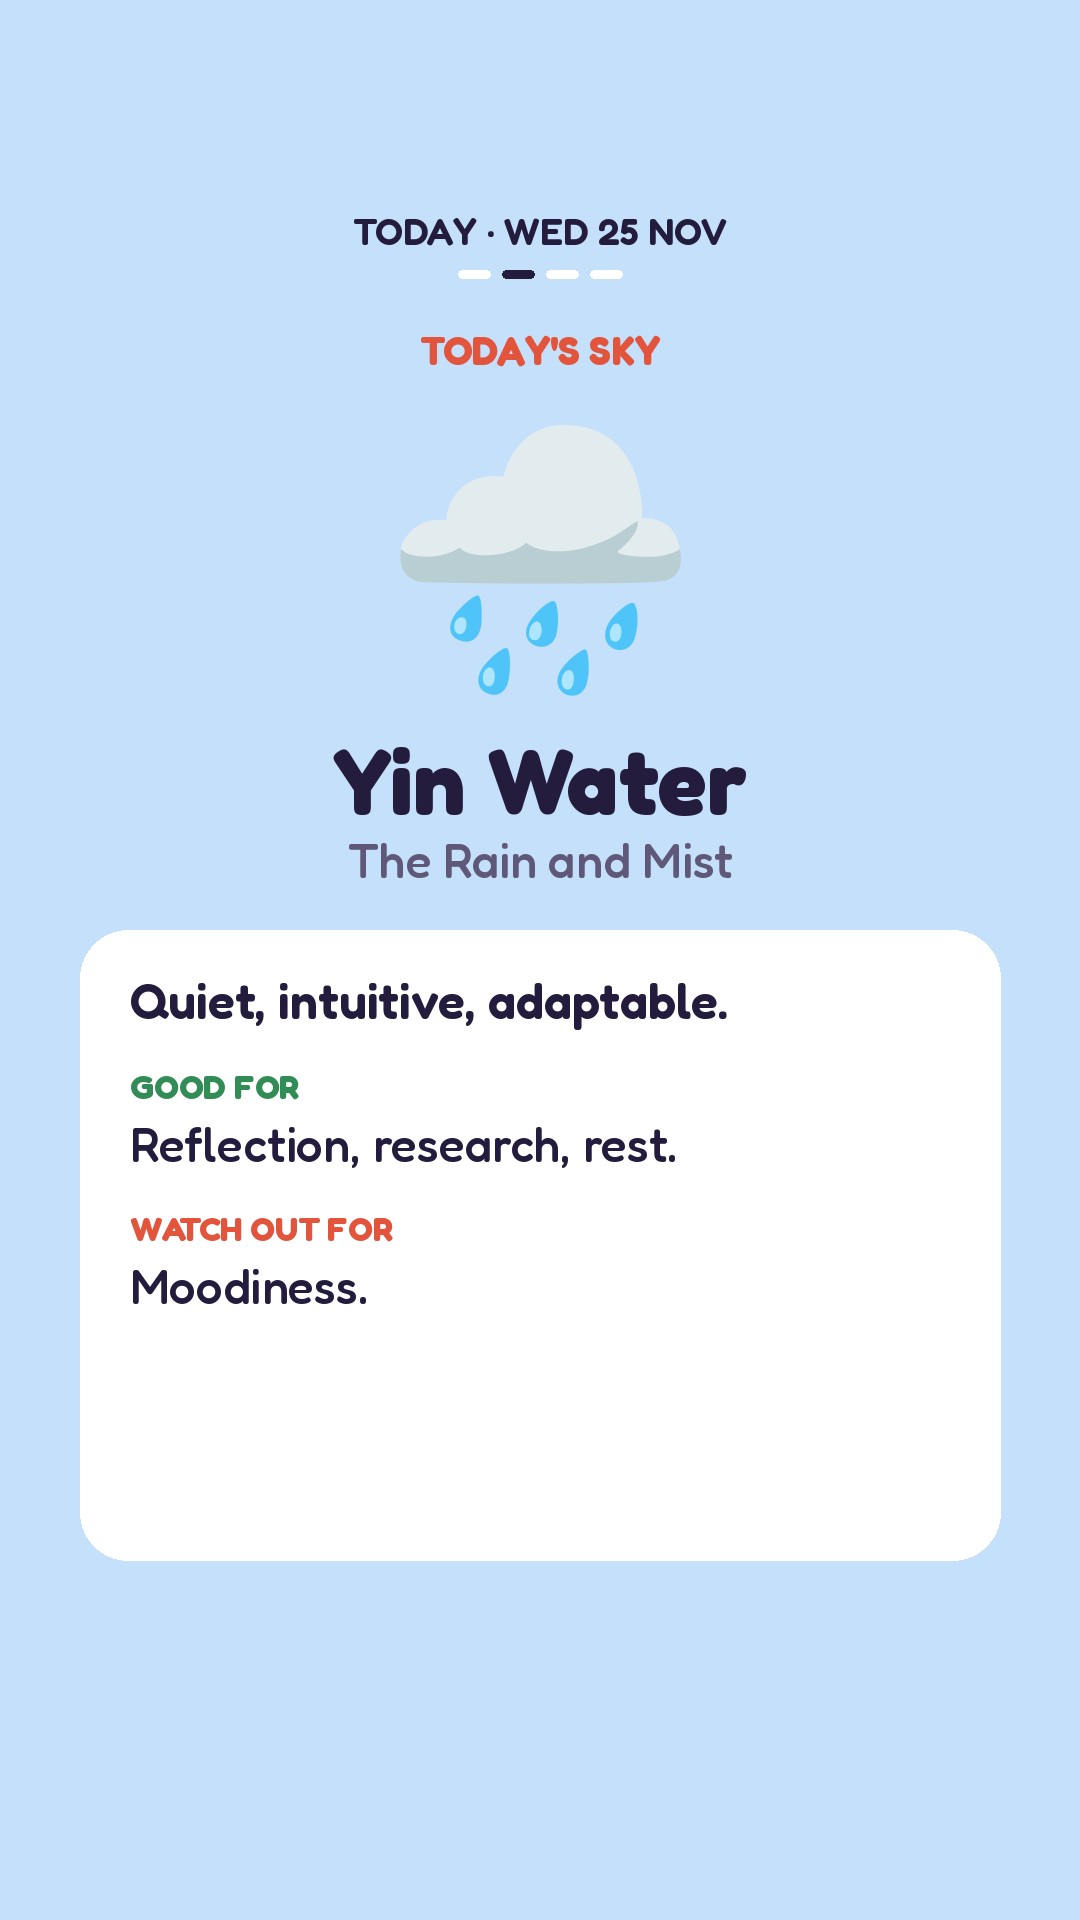 TODAY · WED 25 NOV
TODAY'S SKY
Yin Water
The Rain and Mist
Quiet, intuitive, adaptable.
GOOD FOR
Reflection, research, rest.
WATCH OUT FOR
Moodiness.